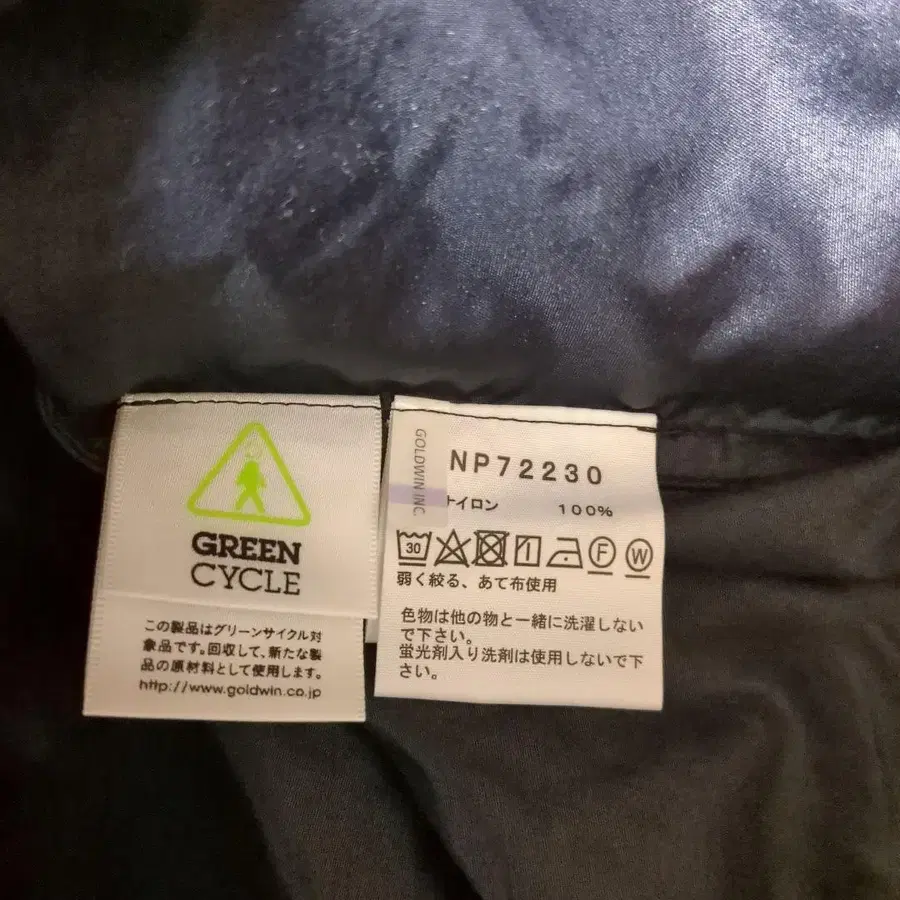 GREEN
CYCLE
この製品はグリーンサイクル対
象品です。回収して、新たな製
品の原材料として使用します。
http://www.goldwin.co.jp
GOLDWIN INC.
NP72230
ナイロン 100%
30
F
W
弱く絞る、あて布使用
色物は他の物と一緒に洗濯しない
で下さい。
蛍光剤入り洗剤は使用しないで下
さい。